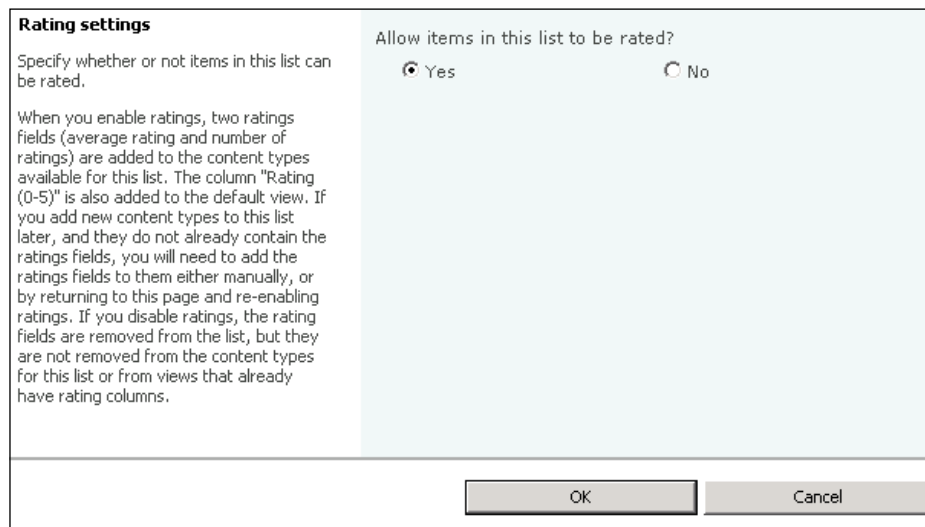 Rating settings
Specify whether or not items in this list can
be rated.
When you enable ratings, two ratings
fields (average rating and number of
ratings) are added to the content types
available for this list. The column "Rating
(0-5)" is also added to the default view. If
you add new content types to this list
later, and they do not already contain the
ratings fields, you will need to add the
ratings fields to them either manually, or
by returning to this page and re-enabling
ratings. If you disable ratings, the rating
fields are removed from the list, but they
are not removed from the content types
for this list or from views that already
have rating columns.
Allow items in this list to be rated?
Yes No
OK Cancel